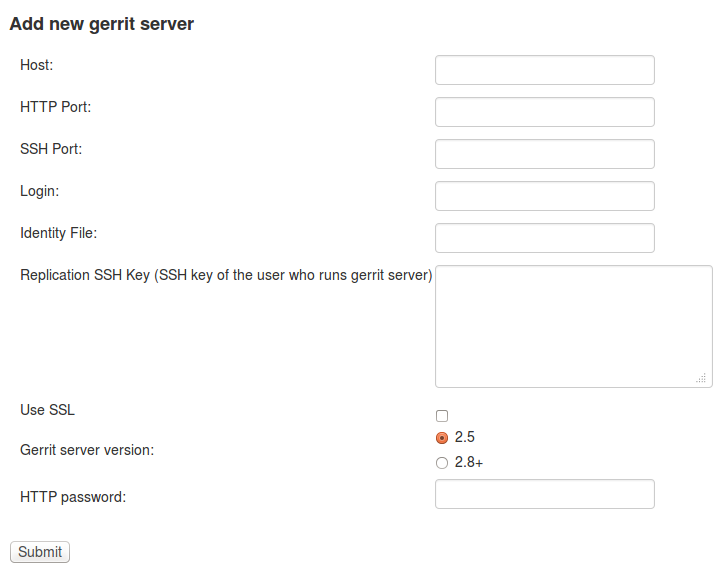 Add new gerrit server
Host:
HTTP Port:
SSH Port:
Login:
Identity File:
Replication SSH Key (SSH key of the user who runs gerrit server)
Use SSL
Gerrit server version:
2.5
2.8+
HTTP password:
Submit